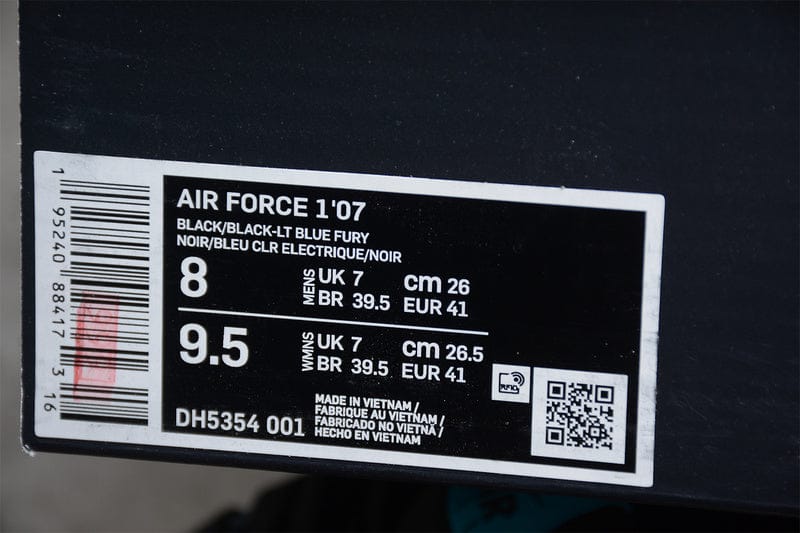 AIR FORCE 1'07
BLACK/BLACK-LT BLUE FURY
NOIR/BLEU CLR ELECTRIQUE/NOIR
8
MENS
UK 7
cm 26
BR 39.5
EUR 41
9.5
WMNS
UK 7
cm 26.5
BR 39.5
EUR 41
RFID
DH5354 001
MADE IN VIETNAM /
FABRIQUE AU VIETNAM /
FABRICADO NO VIETNÃ /
HECHO EN VIETNAM
1 95240 88417 3 16